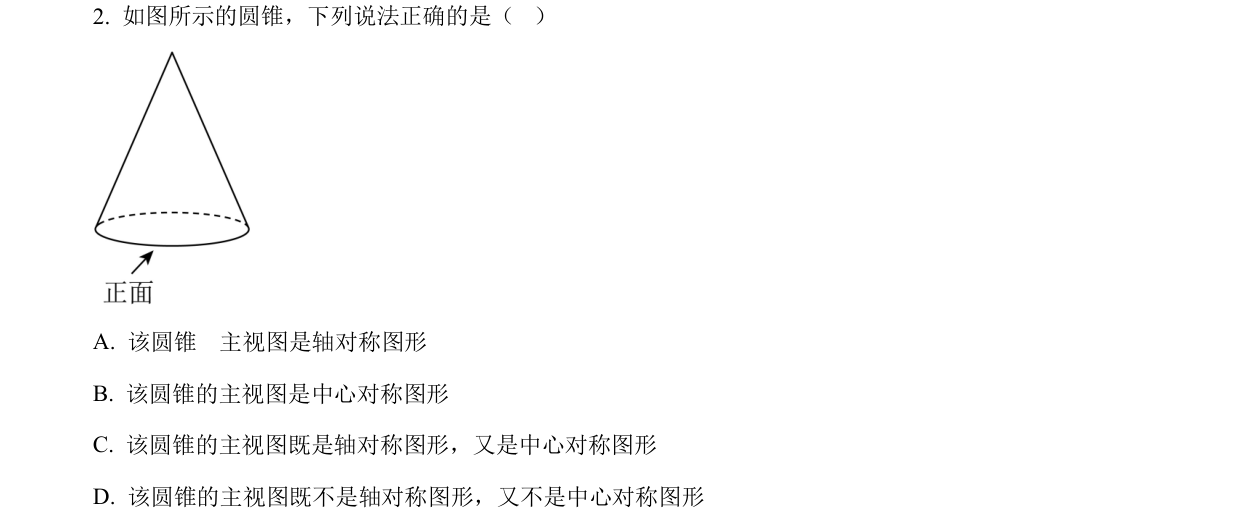 2. 如图所示的圆锥，下列说法正确的是（ ）
正面
A. 该圆锥 主视图是轴对称图形
B. 该圆锥的主视图是中心对称图形
C. 该圆锥的主视图既是轴对称图形，又是中心对称图形
D. 该圆锥的主视图既不是轴对称图形，又不是中心对称图形